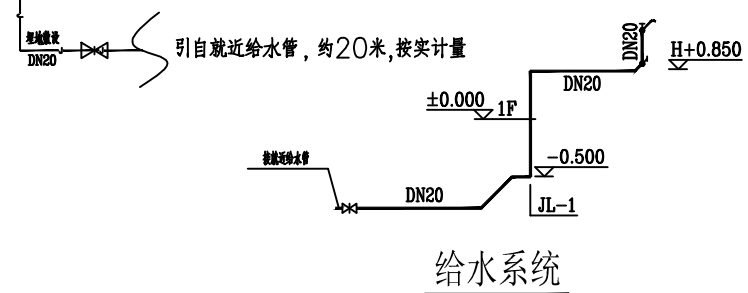 埋地敷设
DN20
引自就近给水管，约20米,按实计量
DN20
H+0.850
DN20
±0.000
1F
接就近给水管
-0.500
DN20
JL-1
给水系统